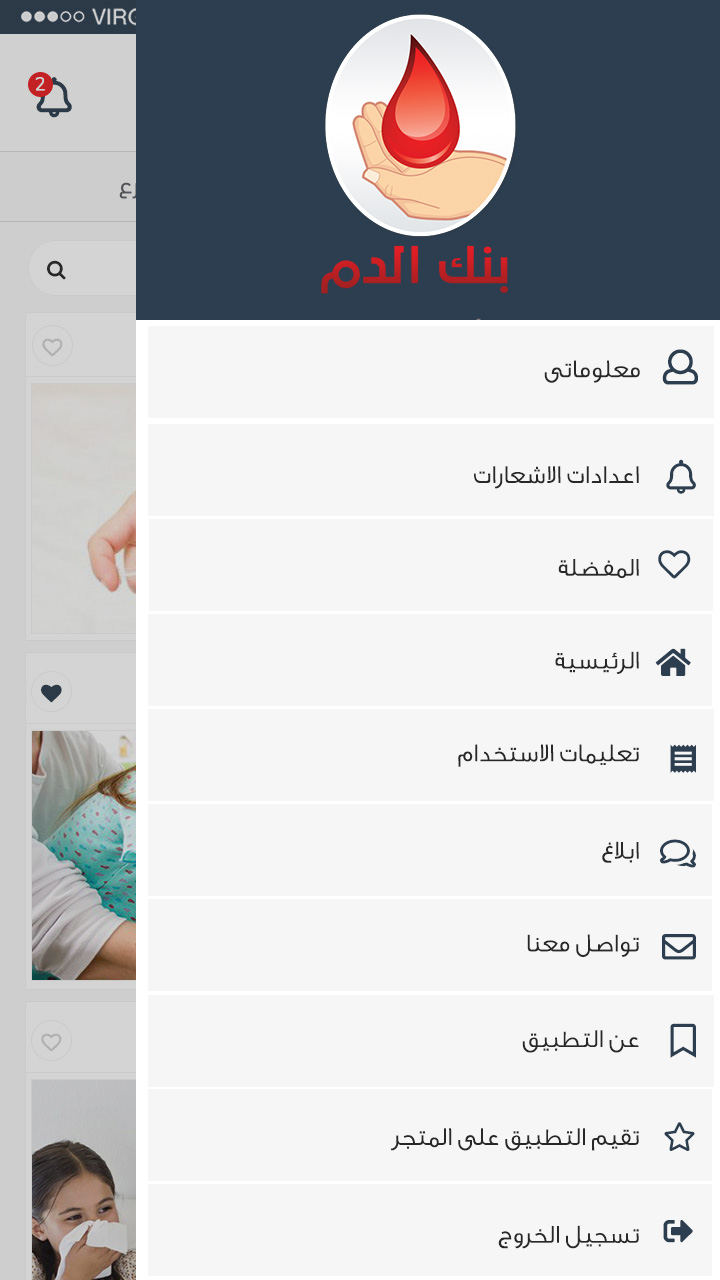 VIRG
2
بنك الدم
معلوماتى
اعدادات الاشعارات
المفضلة
الرئيسية
تعليمات الاستخدام
ابلاغ
تواصل معنا
عن التطبيق
تقيم التطبيق على المتجر
تسجيل الخروج